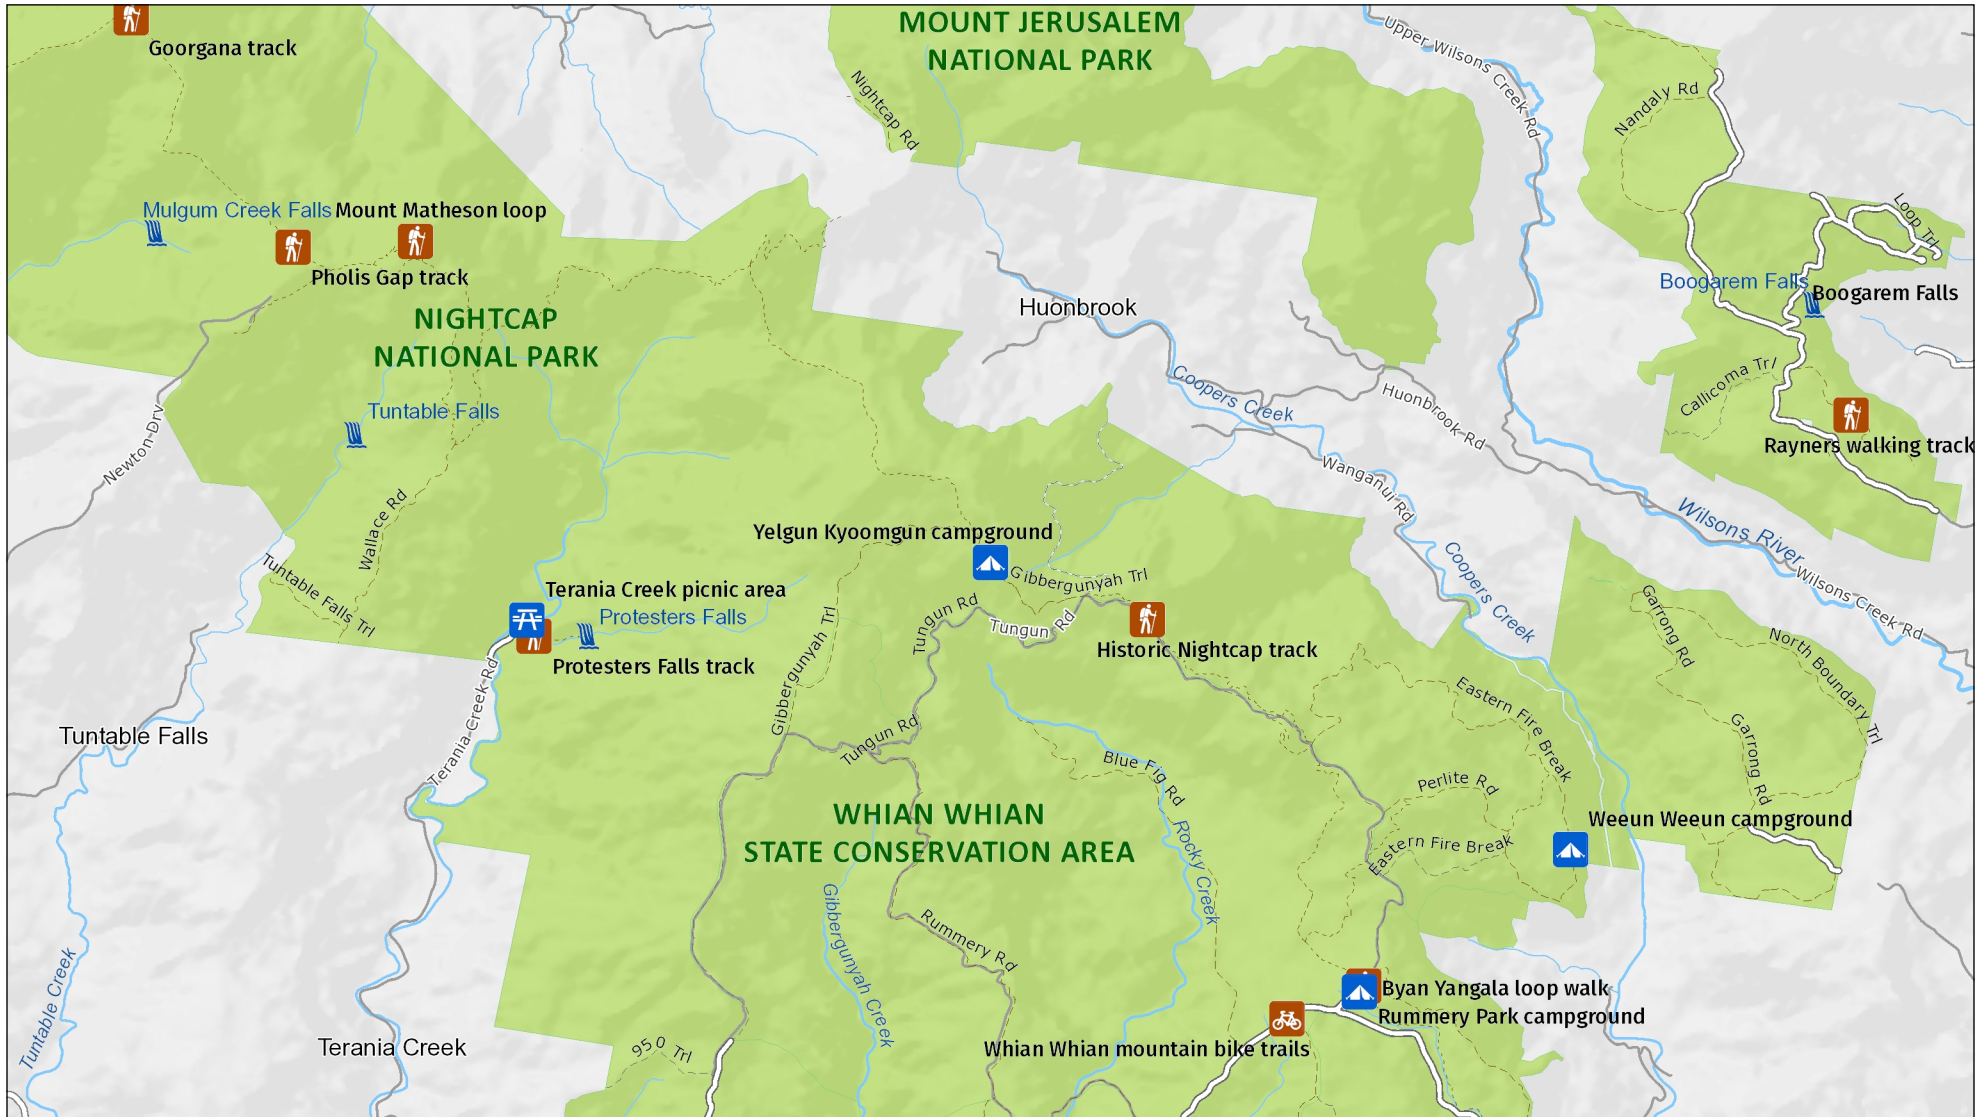 MOUNT JERUSALEM
NATIONAL PARK
Goorgana track
Upper Wilsons Creek Rd
Nightcap Rd
Nandaly Rd
Mulgum Creek Falls
Mount Matheson loop
Loop Trl
Pholis Gap track
Boogarem Falls
Boogarem Falls
Huonbrook
NIGHTCAP
NATIONAL PARK
Coopers Creek
Huonbrook Rd
Callicoma Trl
Tuntable Falls
Newton Drv
Rayners walking track
Wanganui Rd
Wallace Rd
Yelgun Kyoomgun campground
Wilsons River
Wilsons Creek Rd
Coopers Creek
Gibbergunyah Trl
Tuntable Falls Trl
Terania Creek picnic area
Protesters Falls
Tungun Rd
Tungun Rd
Garrong Rd
North Boundary Trl
Historic Nightcap track
Protesters Falls track
Gibbergunyah Trl
Terania Creek Rd
Eastern Fire Break
Tuntable Falls
Tungun Rd
Garrong Rd
Blue Fig Rd
Perlite Rd
WHIAN WHIAN
STATE CONSERVATION AREA
Weeun Weeun campground
Eastern Fire Break
Rocky Creek
Gibbergunyah Creek
Rummery Rd
Tuntable Creek
Byan Yangala loop walk
Rummery Park campground
Terania Creek
950 Trl
Whian Whian mountain bike trails